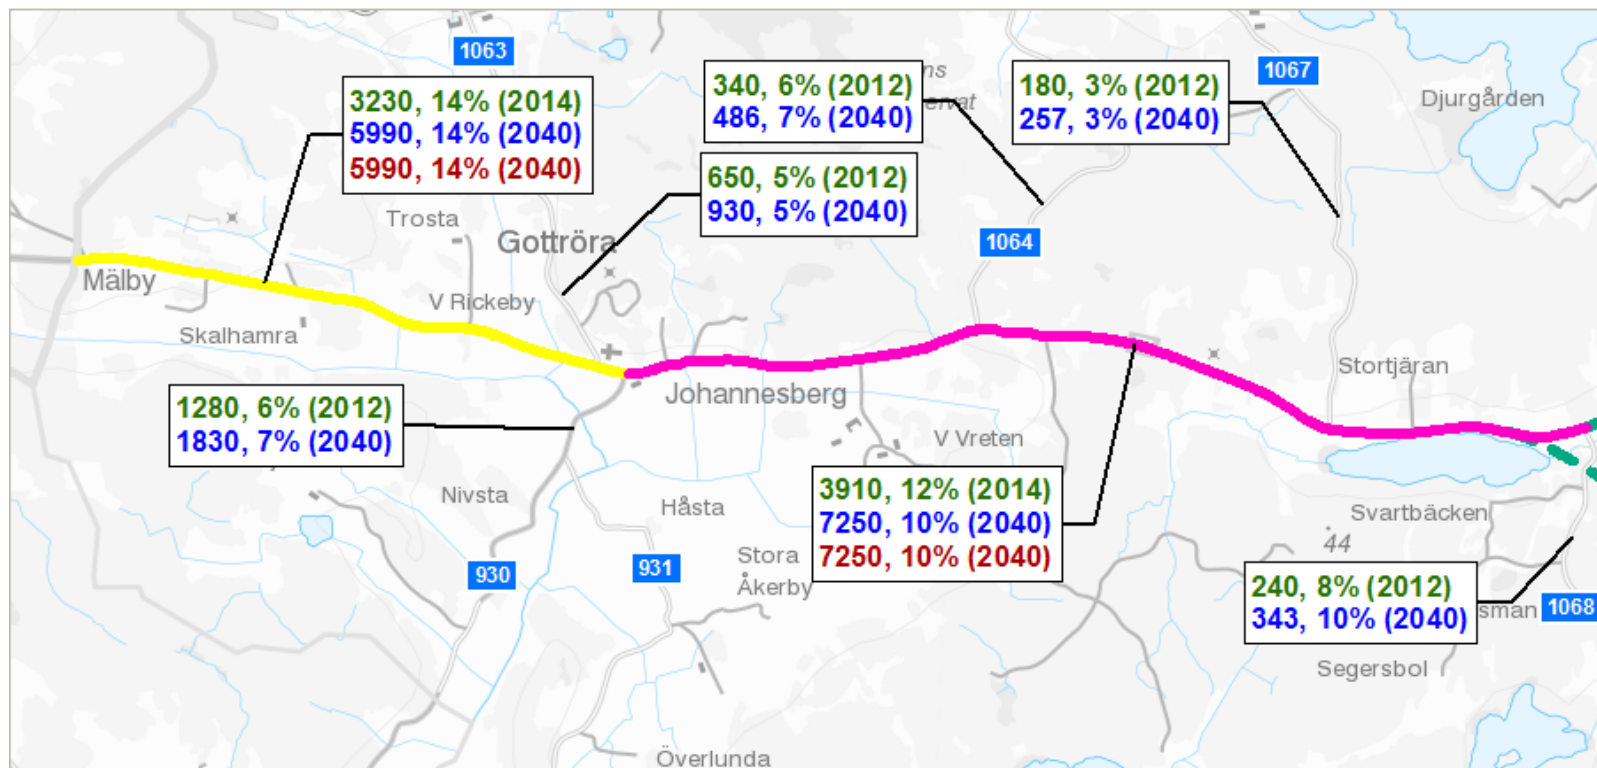 1063
1067
3230, 14% (2014)
5990, 14% (2040)
5990, 14% (2040)
340, 6% (2012)
486, 7% (2040)
ns
ervat
180, 3% (2012)
257, 3% (2040)
Djurgården
650, 5% (2012)
930, 5% (2040)
Trosta
Gottröra
1064
Mälby
V Rickeby
Skalhamra
Stortjäran
Johannesberg
1280, 6% (2012)
1830, 7% (2040)
V Vreten
3910, 12% (2014)
7250, 10% (2040)
7250, 10% (2040)
Nivsta
Håsta
Svartbäcken
44
Stora
Åkerby
930
931
240, 8% (2012)
343, 10% (2040)
sman
1068
Segersbol
Överlunda